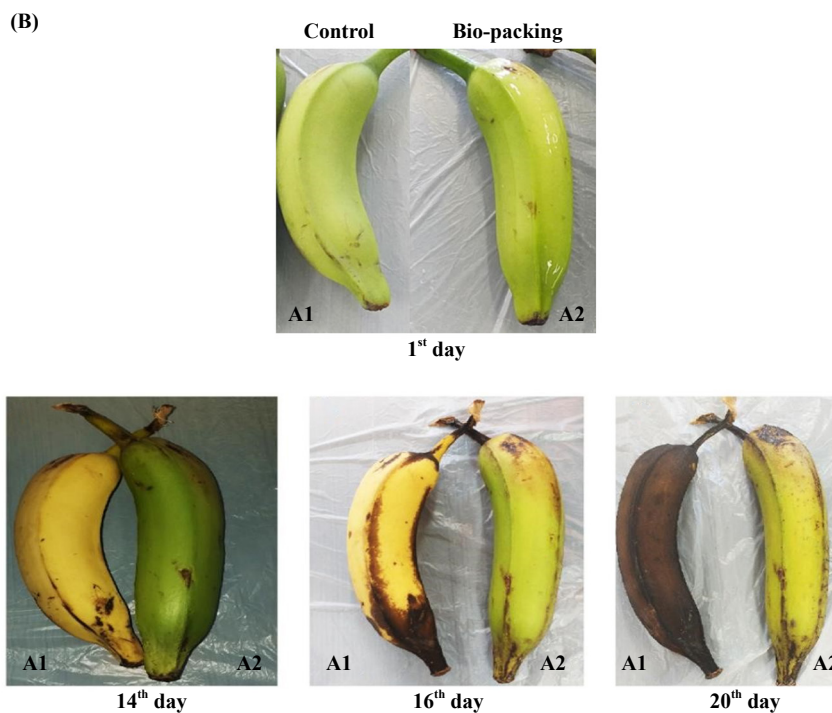 (B)
Control Bio-packing
A1 A2
1st day
A1 A2
14th day
A1 A2
16th day
A1 A2
20th day